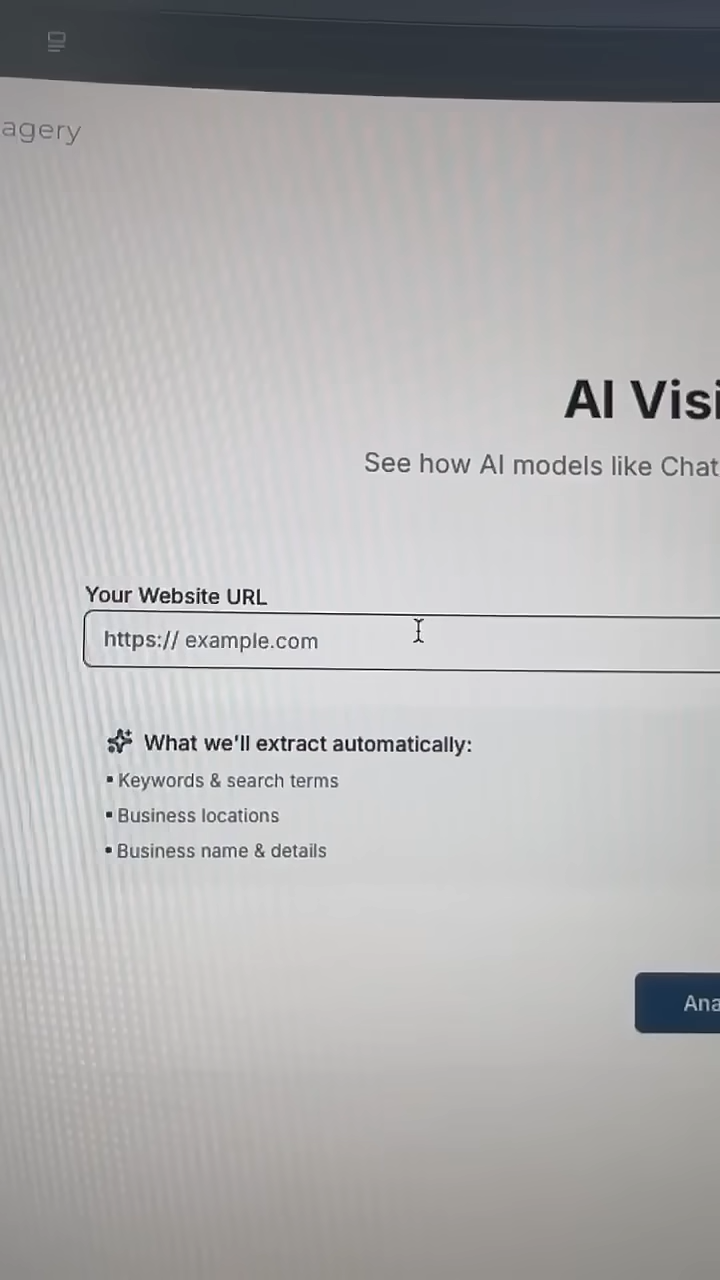 agery
AI Visi
See how AI models like Chat
Your Website URL
https:// example.com
What we'll extract automatically:
▪ Keywords & search terms
▪ Business locations
▪ Business name & details
Ana